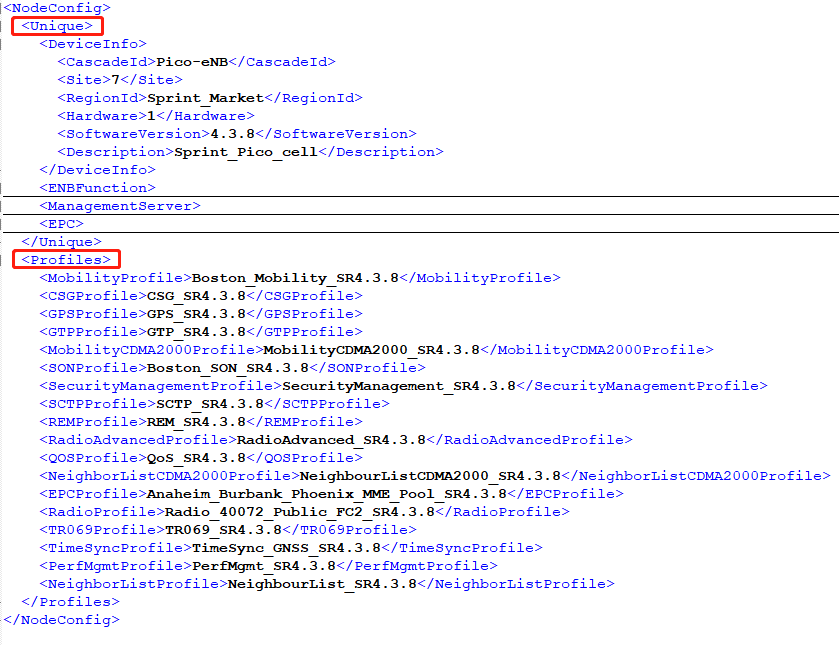 <NodeConfig>
<Unique>
<DeviceInfo>
<CascadeId>Pico-eNB</CascadeId>
<Site>7</Site>
<RegionId>Sprint_Market</RegionId>
<Hardware>1</Hardware>
<SoftwareVersion>4.3.8</SoftwareVersion>
<Description>Sprint_Pico_cell</Description>
</DeviceInfo>
<ENBFunction>
<ManagementServer>
<EPC>
</Unique>
<Profiles>
<MobilityProfile>Boston_Mobility_SR4.3.8</MobilityProfile>
<CSGProfile>CSG_SR4.3.8</CSGProfile>
<GPSProfile>GPS_SR4.3.8</GPSProfile>
<GTPProfile>GTP_SR4.3.8</GTPProfile>
<MobilityCDMA2000Profile>MobilityCDMA2000_SR4.3.8</MobilityCDMA2000Profile>
<SONProfile>Boston_SON_SR4.3.8</SONProfile>
<SecurityManagementProfile>SecurityManagement_SR4.3.8</SecurityManagementProfile>
<SCTPProfile>SCTP_SR4.3.8</SCTPProfile>
<REMProfile>REM_SR4.3.8</REMProfile>
<RadioAdvancedProfile>RadioAdvanced_SR4.3.8</RadioAdvancedProfile>
<QOSProfile>QoS_SR4.3.8</QOSProfile>
<NeighborListCDMA2000Profile>NeighbourListCDMA2000_SR4.3.8</NeighborListCDMA2000Profile>
<EPCProfile>Anaheim_Burbank_Phoenix_MME_Pool_SR4.3.8</EPCProfile>
<RadioProfile>Radio_40072_Public_FC2_SR4.3.8</RadioProfile>
<TR069Profile>TR069_SR4.3.8</TR069Profile>
<TimeSyncProfile>TimeSync_GNSS_SR4.3.8</TimeSyncProfile>
<PerfMgmtProfile>PerfMgmt_SR4.3.8</PerfMgmtProfile>
<NeighborListProfile>NeighbourList_SR4.3.8</NeighborListProfile>
</Profiles>
</NodeConfig>